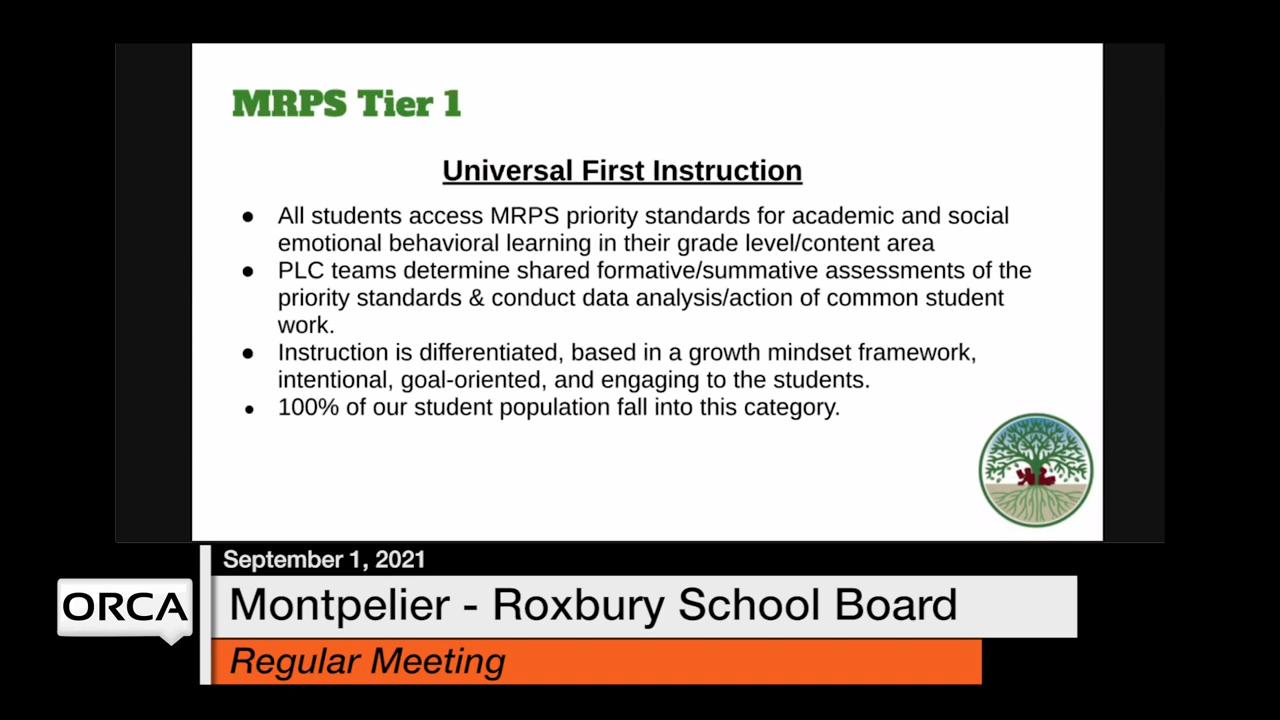 MRPS Tier 1
Universal First Instruction
● All students access MRPS priority standards for academic and social
emotional behavioral learning in their grade level/content area
● PLC teams determine shared formative/summative assessments of the
priority standards & conduct data analysis/action of common student
work.
● Instruction is differentiated, based in a growth mindset framework,
intentional, goal-oriented, and engaging to the students.
● 100% of our student population fall into this category.
September 1, 2021
ORCA
Montpelier - Roxbury School Board
Regular Meeting